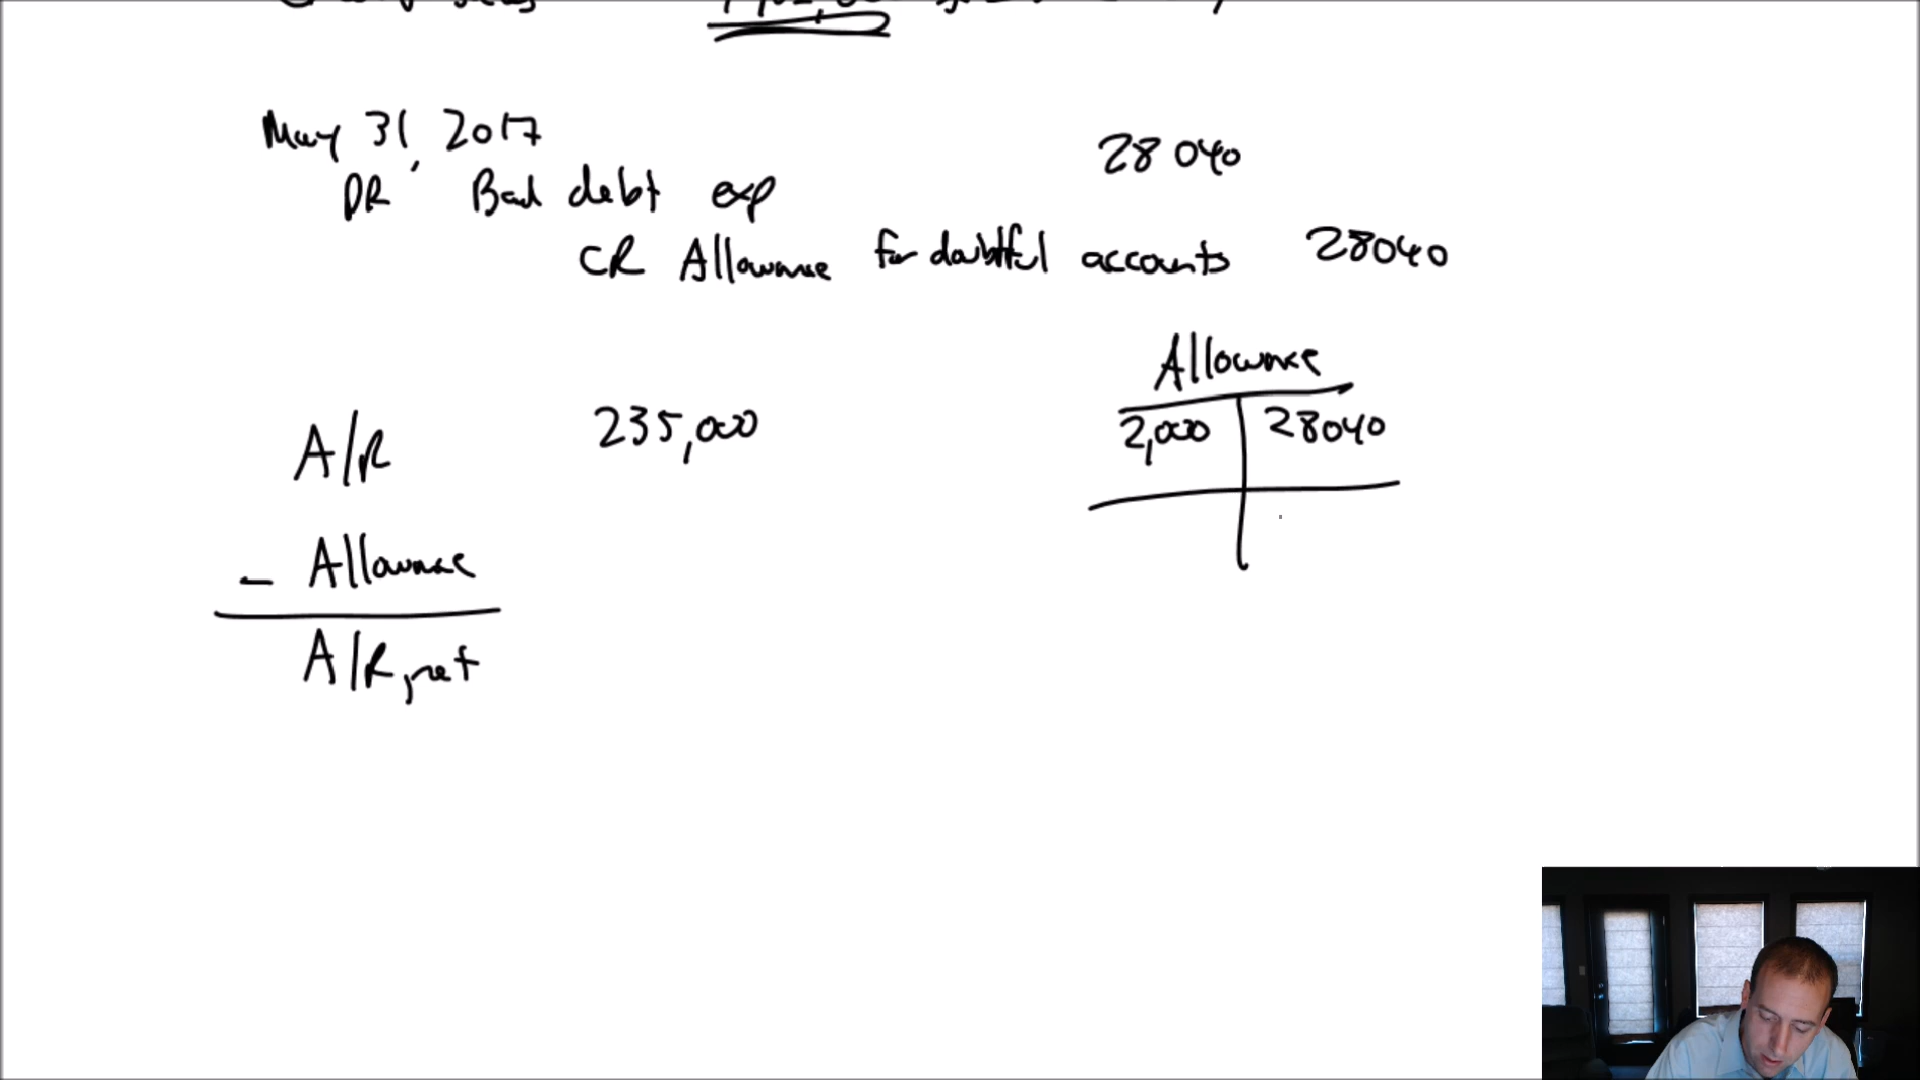 May 31, 2017
DR Bad debt exp 28 040
CR Allowance for doubtful accounts 28040
Allowance
A/R 235,000
2,000 28040
- Allowance
A/R, net